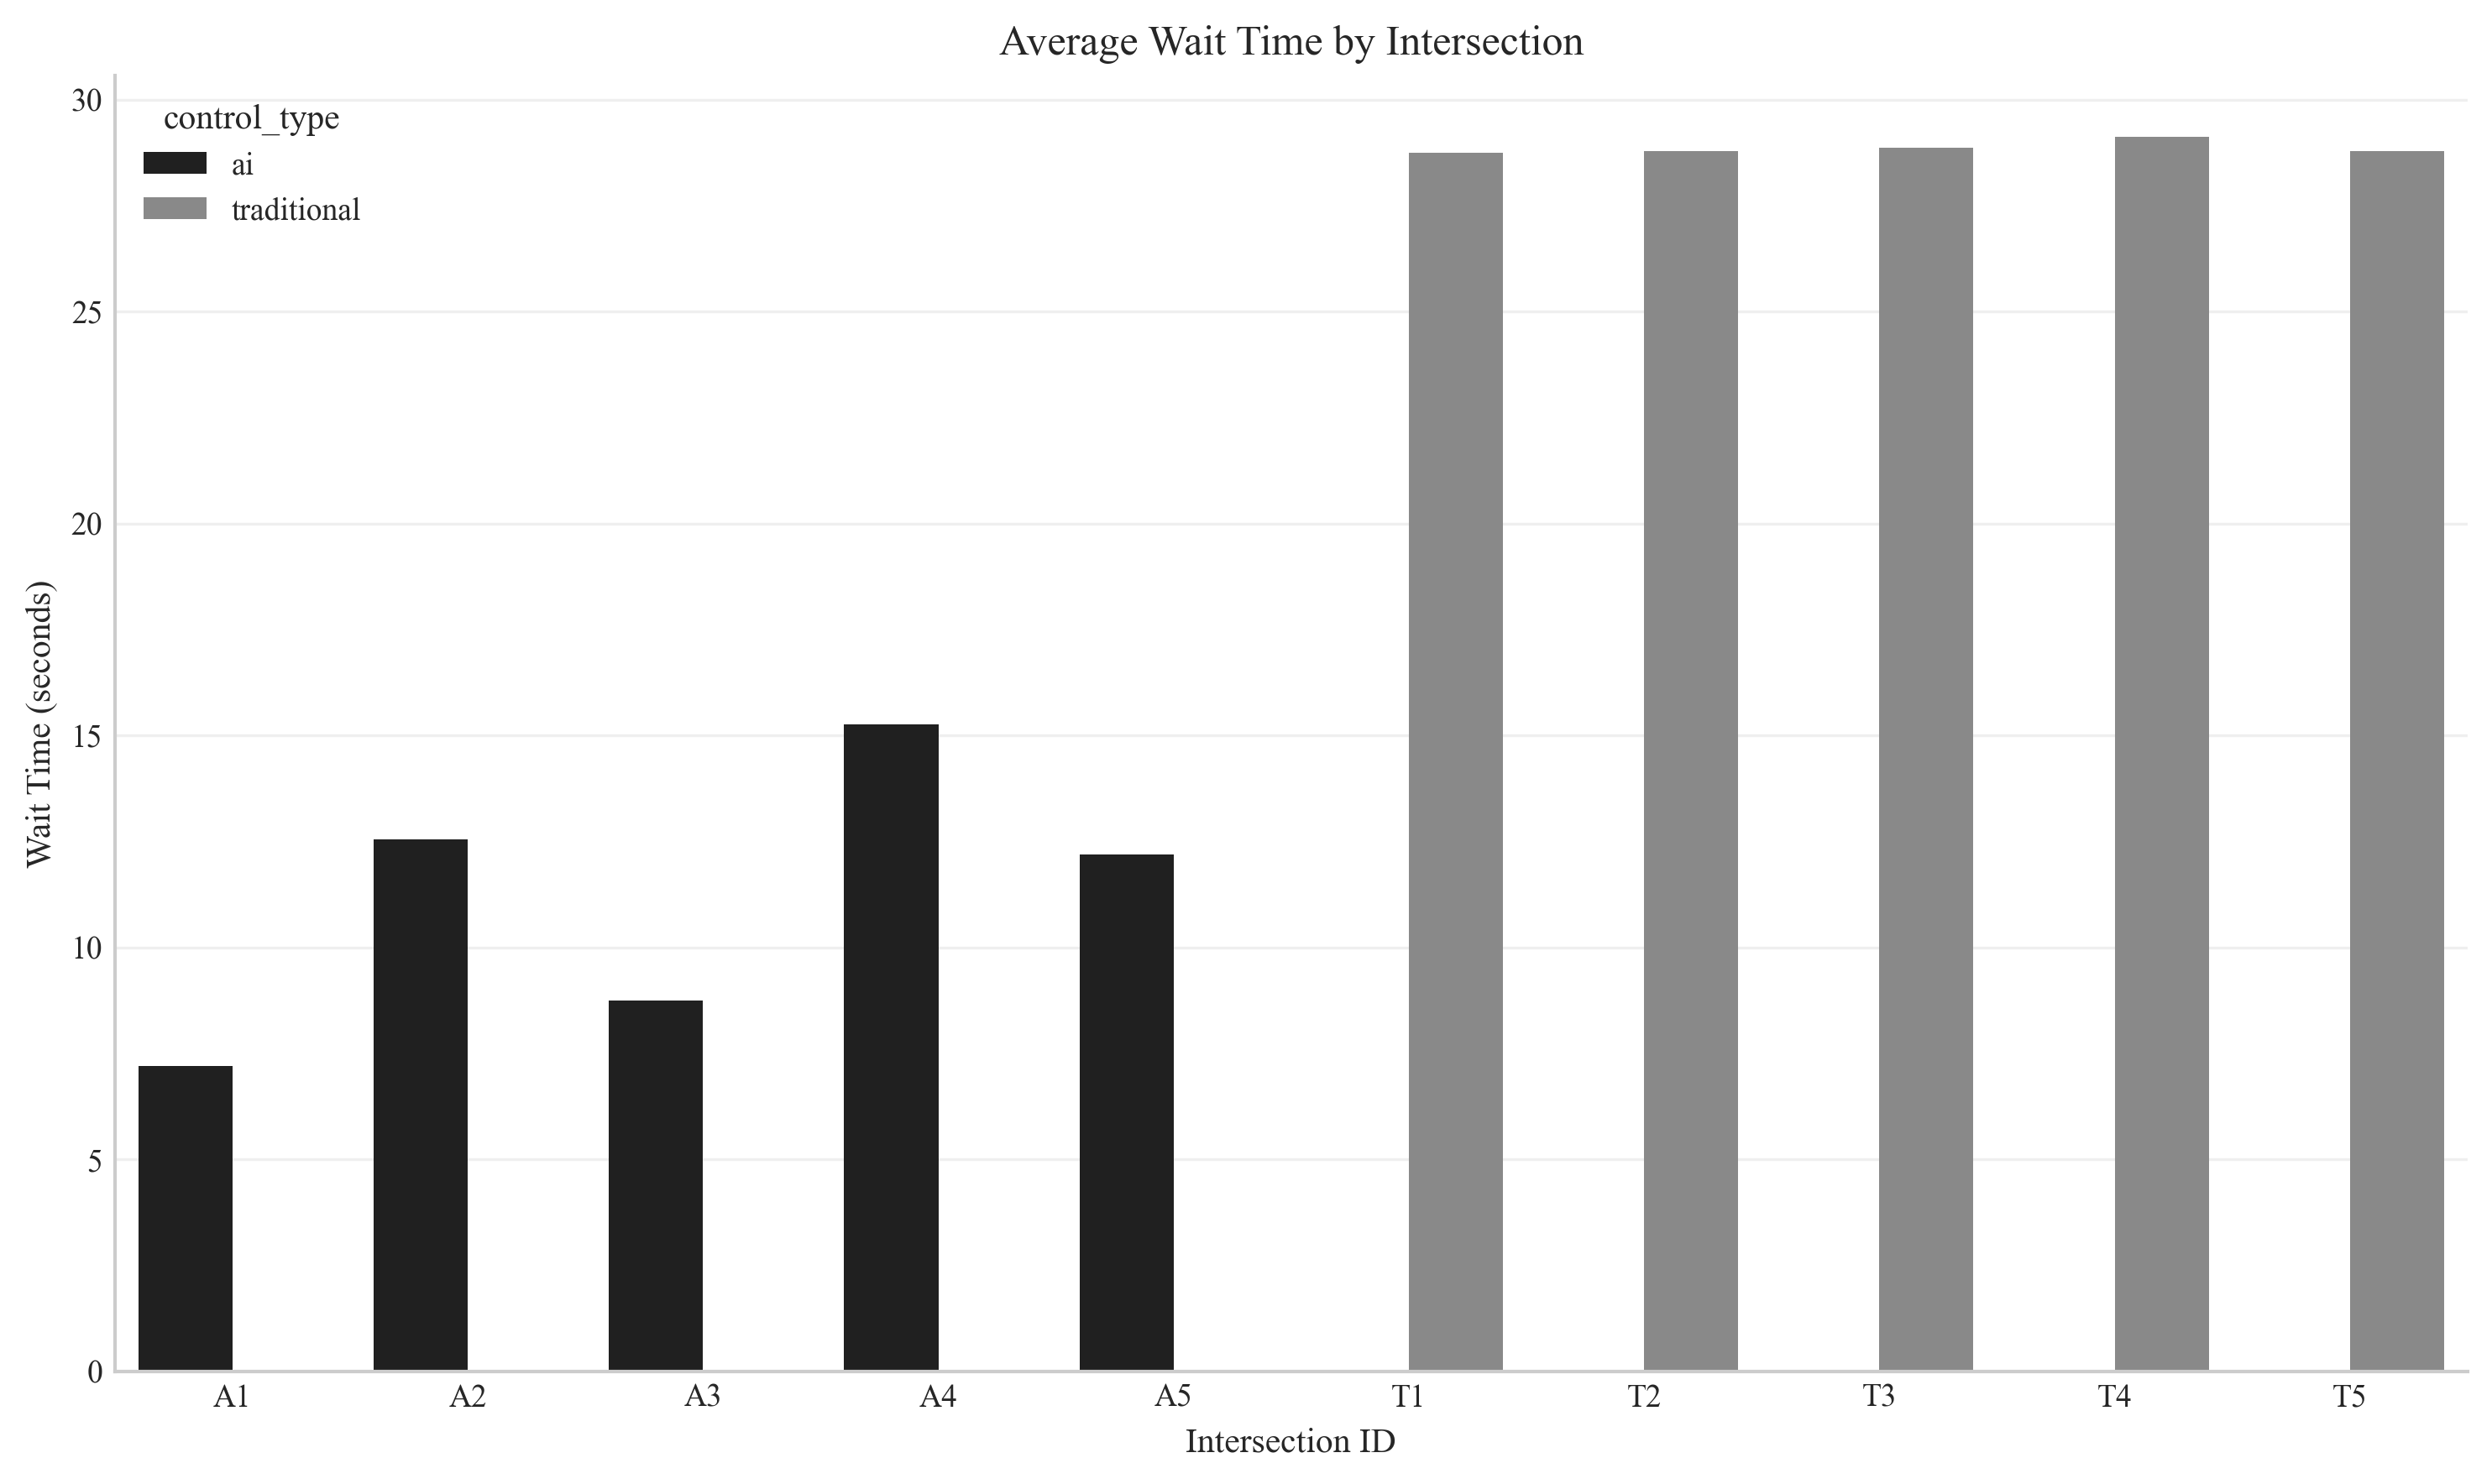 Average Wait Time by Intersection
control_type
ai
traditional
30
25
20
15
10
5
0
Wait Time (seconds)
A1 A2 A3 A4 A5 T1 T2 T3 T4 T5
Intersection ID